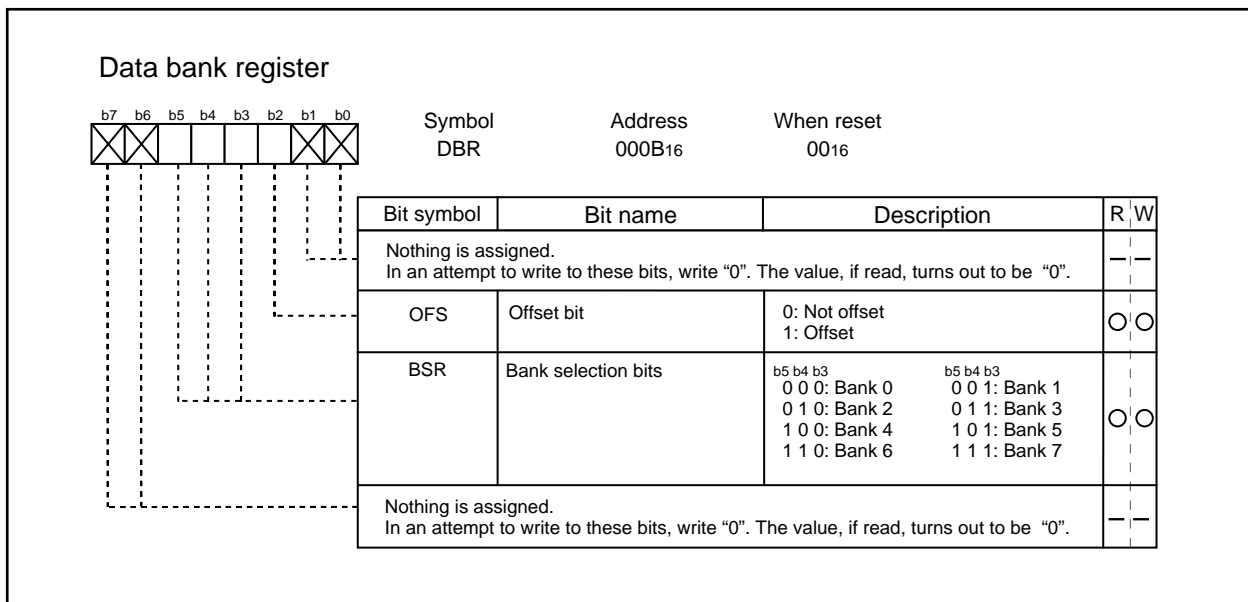 Data bank register
b7 b6 b5 b4 b3 b2 b1 b0
Symbol Address When reset
DBR 000B16 0016
Bit symbol Bit name Description R W
Nothing is assigned.
In an attempt to write to these bits, write “0”. The value, if read, turns out to be “0”.
OFS Offset bit 0: Not offset
1: Offset
BSR Bank selection bits b5 b4 b3 b5 b4 b3
0 0 0: Bank 0 0 0 1: Bank 1
0 1 0: Bank 2 0 1 1: Bank 3
1 0 0: Bank 4 1 0 1: Bank 5
1 1 0: Bank 6 1 1 1: Bank 7
Nothing is assigned.
In an attempt to write to these bits, write “0”. The value, if read, turns out to be “0”.